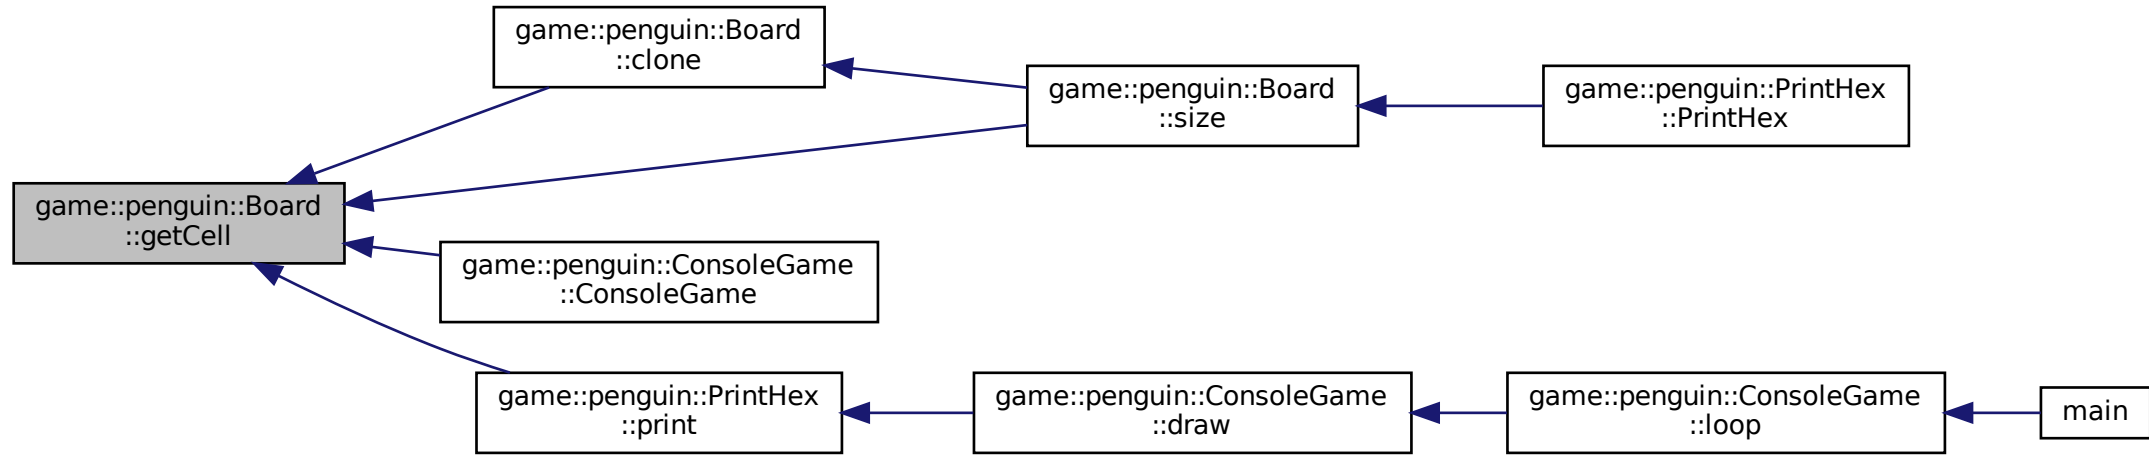 game::penguin::Board
::clone
game::penguin::Board
::size
game::penguin::PrintHex
::PrintHex
game::penguin::Board
::getCell
game::penguin::ConsoleGame
::ConsoleGame
game::penguin::PrintHex
::print
game::penguin::ConsoleGame
::draw
game::penguin::ConsoleGame
::loop
main